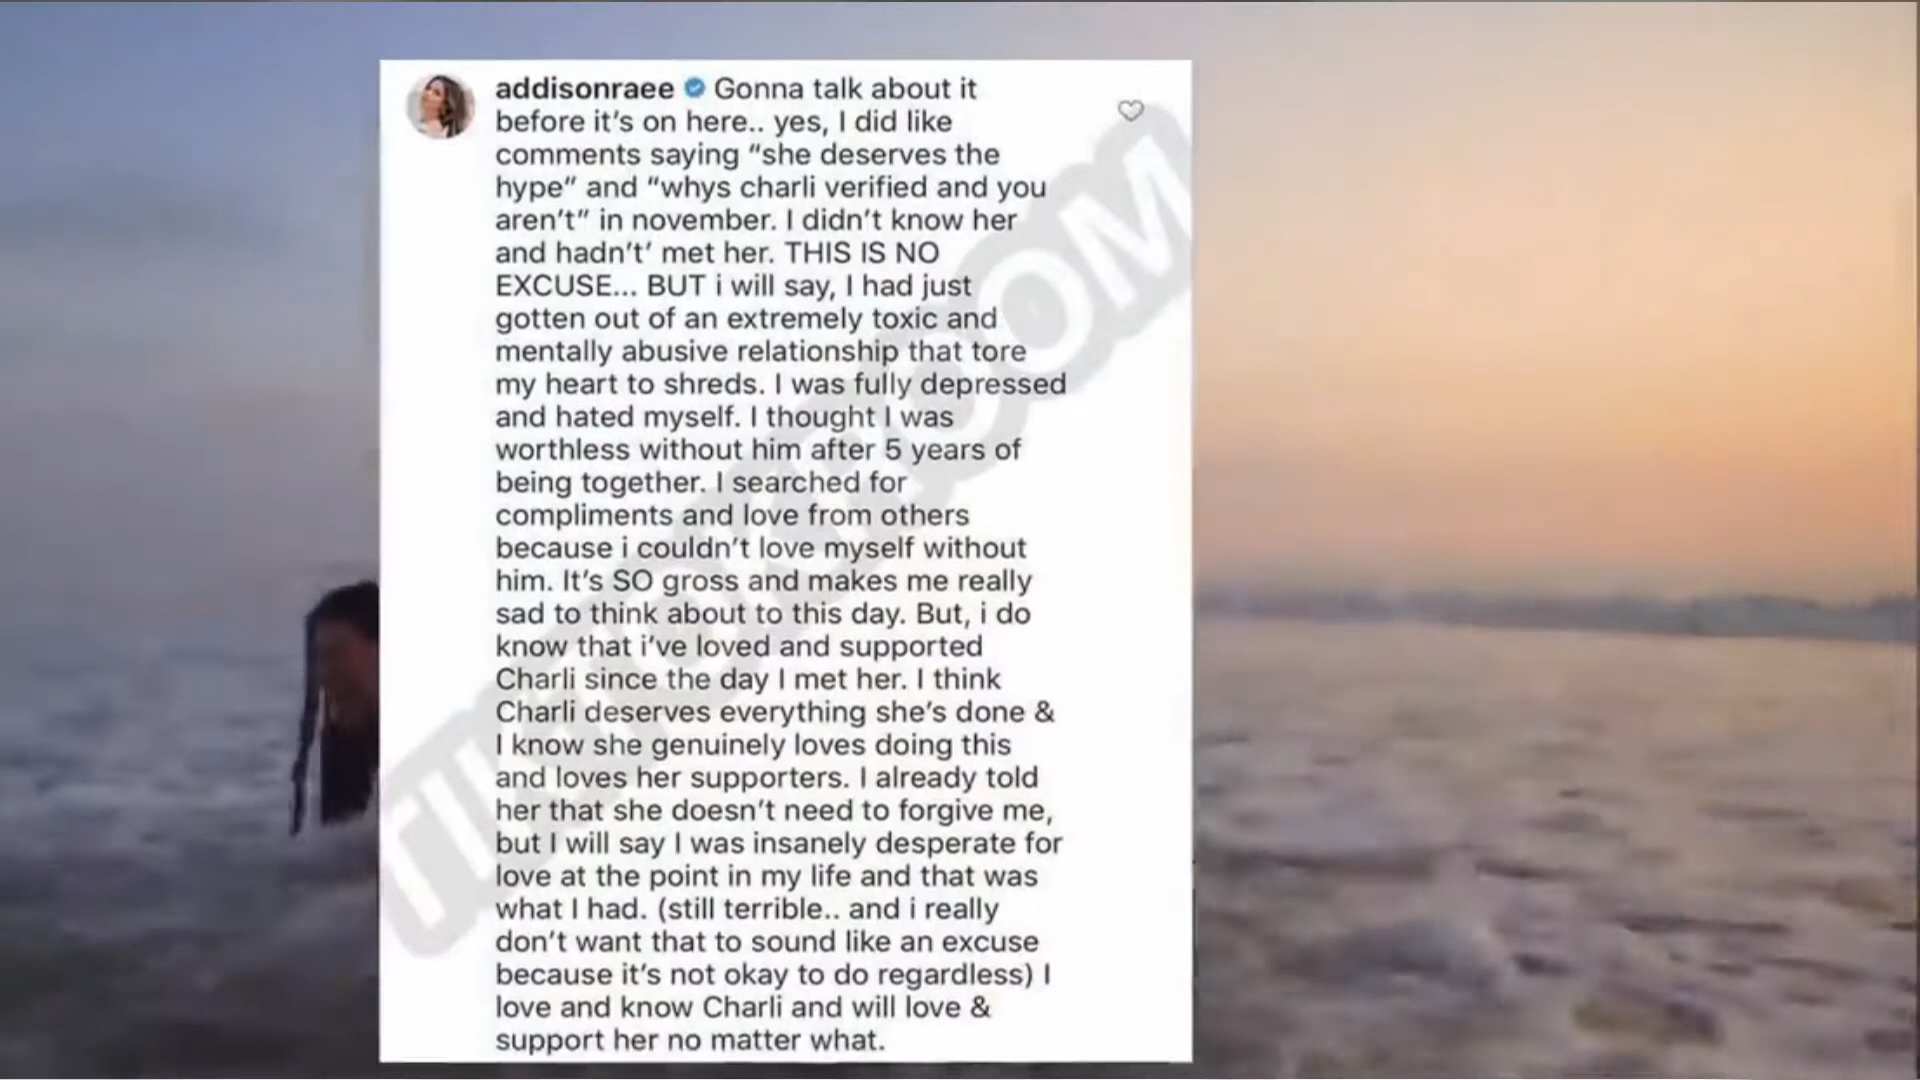 addisonraee Gonna talk about it
before it's on here.. yes, I did like
comments saying "she deserves the
hype" and "whys charli verified and you
aren't" in november. I didn't know her
and hadn't' met her. THIS IS NO
EXCUSE... BUT i will say, I had just
gotten out of an extremely toxic and
mentally abusive relationship that tore
my heart to shreds. I was fully depressed
and hated myself. I thought I was
worthless without him after 5 years of
being together. I searched for
compliments and love from others
because i couldn't love myself without
him. It's SO gross and makes me really
sad to think about to this day. But, i do
know that i've loved and supported
Charli since the day I met her. I think
Charli deserves everything she's done &
I know she genuinely loves doing this
and loves her supporters. I already told
her that she doesn't need to forgive me,
but I will say I was insanely desperate for
love at the point in my life and that was
what I had. (still terrible.. and i really
don't want that to sound like an excuse
because it's not okay to do regardless) I
love and know Charli and will love &
support her no matter what.